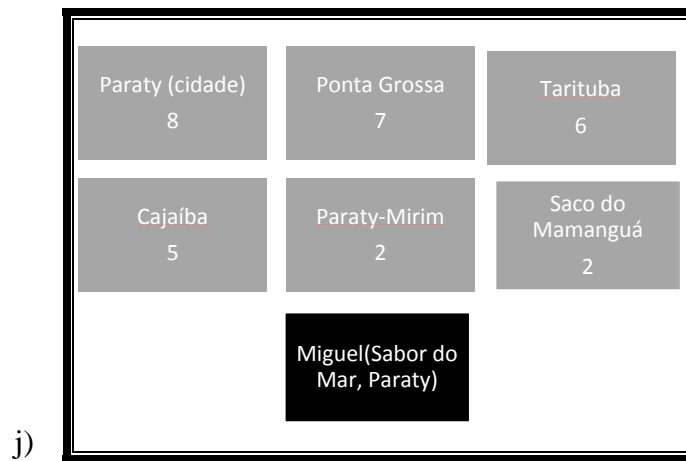 Paraty (cidade)
8
Ponta Grossa
7
Tarituba
6
Cajaíba
5
Paraty-Mirim
2
Saco do
Mamanguá
2
Miguel(Sabor do
Mar, Paraty)
j)